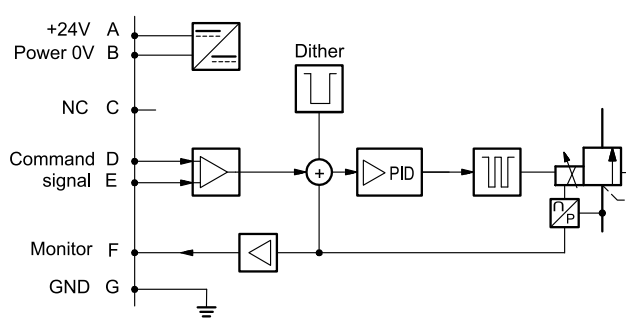 +24V A
Power 0V B
Dither
NC C
Command D
signal E
+
PID
P
Monitor F
GND G